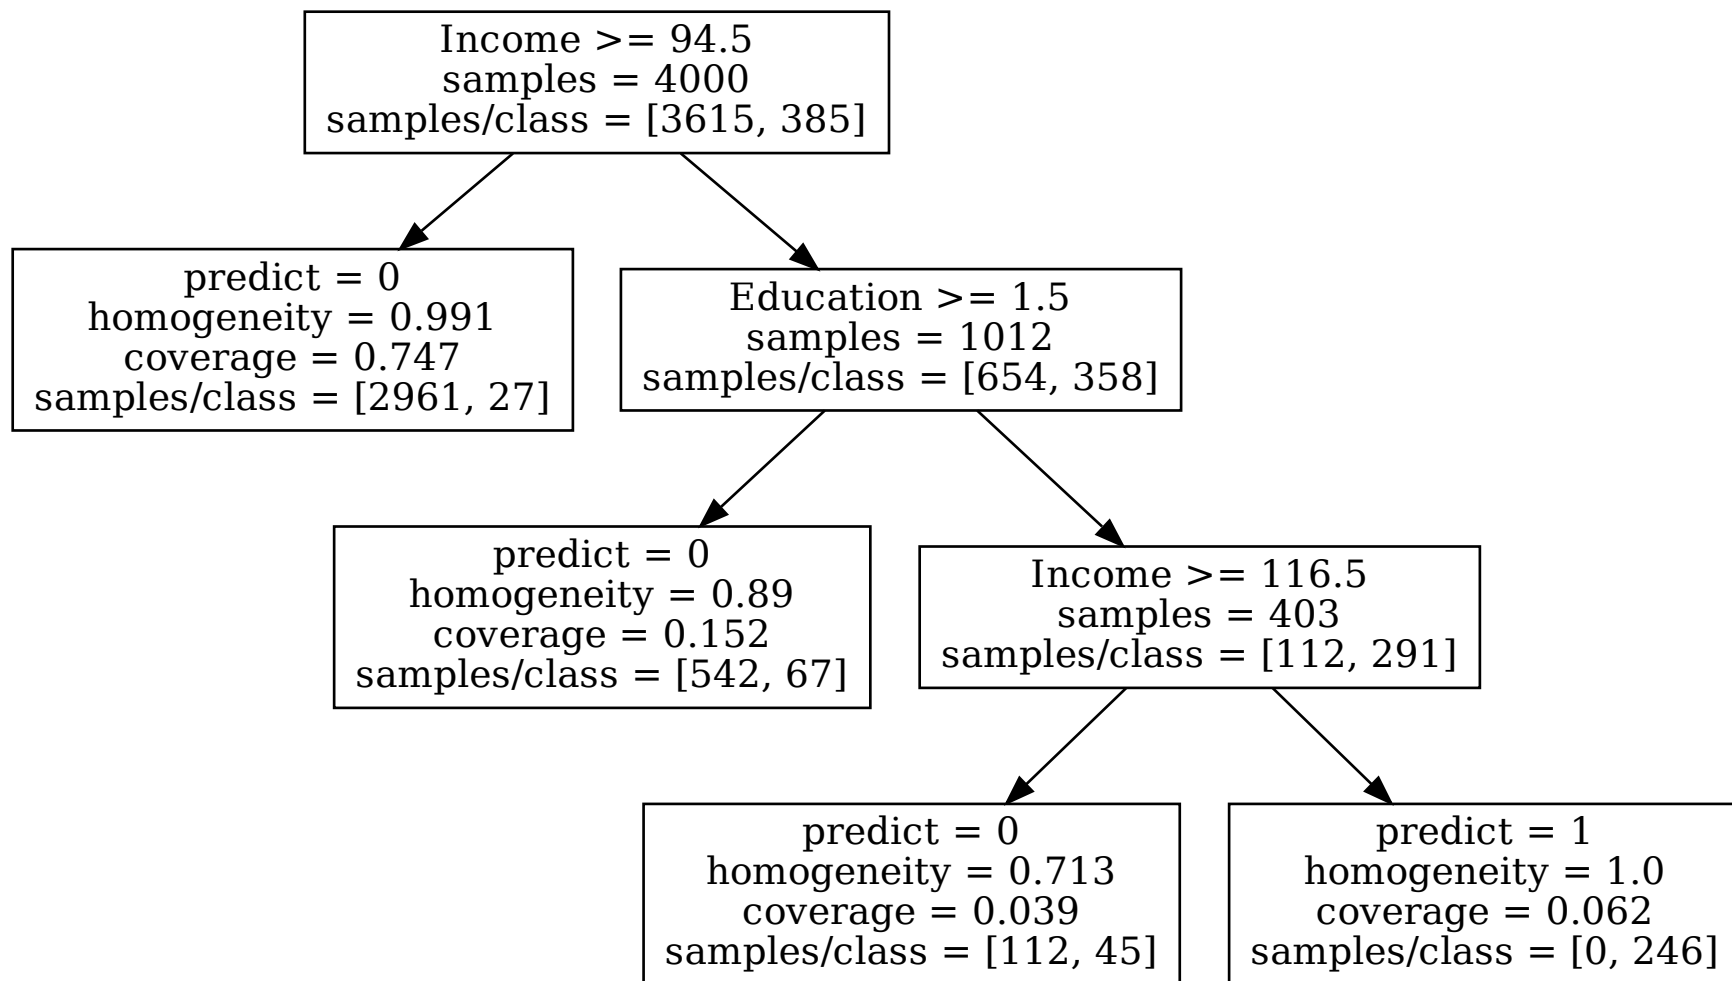 Income >= 94.5
samples = 4000
samples/class = [3615, 385]
predict = 0
homogeneity = 0.991
coverage = 0.747
samples/class = [2961, 27]
Education >= 1.5
samples = 1012
samples/class = [654, 358]
predict = 0
homogeneity = 0.89
coverage = 0.152
samples/class = [542, 67]
Income >= 116.5
samples = 403
samples/class = [112, 291]
predict = 0
homogeneity = 0.713
coverage = 0.039
samples/class = [112, 45]
predict = 1
homogeneity = 1.0
coverage = 0.062
samples/class = [0, 246]